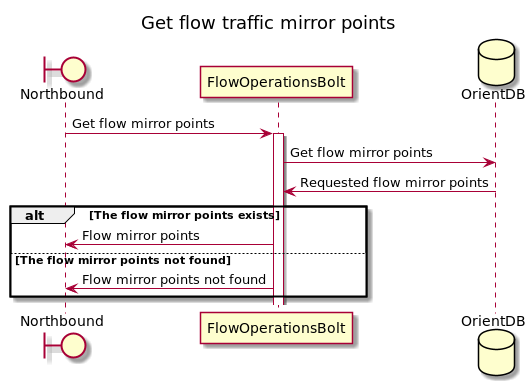 Get flow traffic mirror points
Northbound
FlowOperationsBolt
OrientDB
Get flow mirror points
Get flow mirror points
Requested flow mirror points
alt [The flow mirror points exists]
Flow mirror points
[The flow mirror points not found]
Flow mirror points not found
Northbound
FlowOperationsBolt
OrientDB